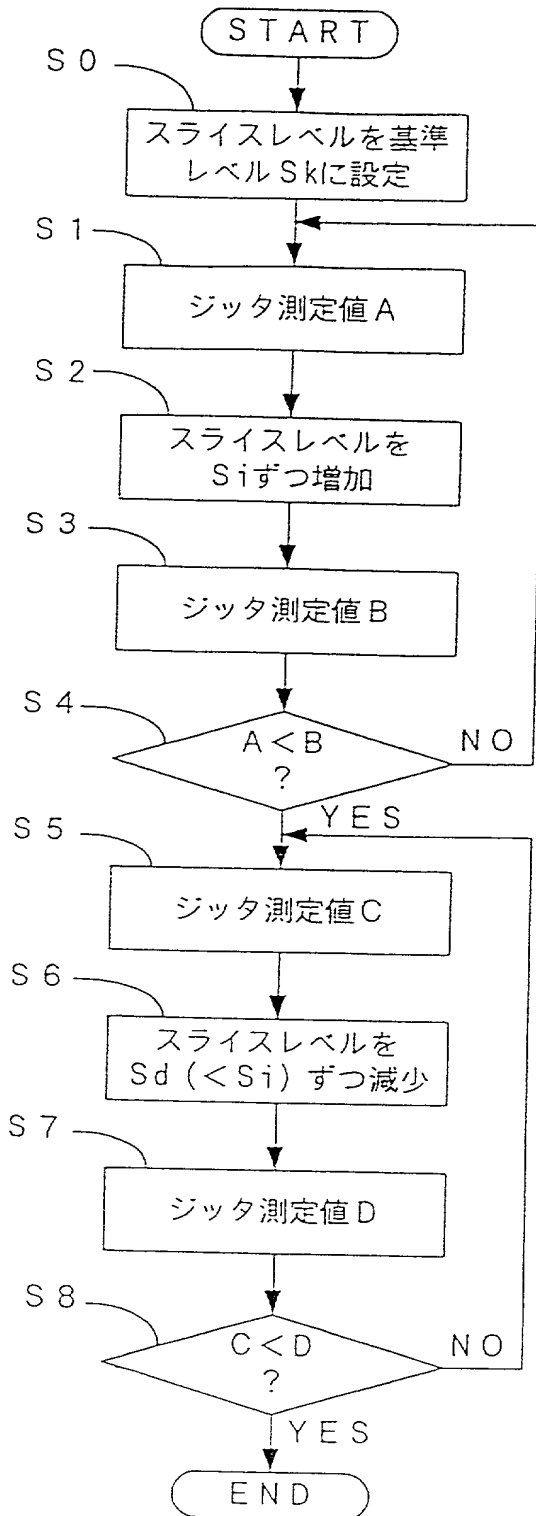 START
S0
スライスレベルを基準
レベルSkに設定
S1
ジッタ測定値A
S2
スライスレベルを
Siずつ増加
S3
ジッタ測定値B
S4
A<B
?
NO
YES
S5
ジッタ測定値C
S6
スライスレベルを
Sd(<Si)ずつ減少
S7
ジッタ測定値D
S8
C<D
?
NO
YES
END